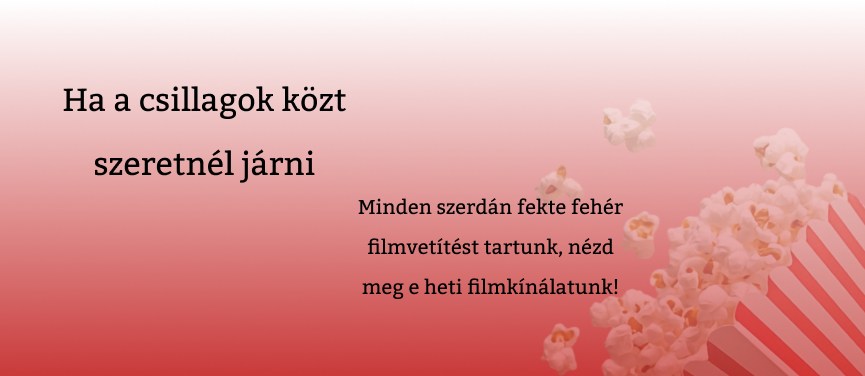 Ha a csillagok közt
szeretnél járni
Minden szerdán fekte fehér
filmvetítést tartunk, nézd
meg e heti filmkínálatunk!